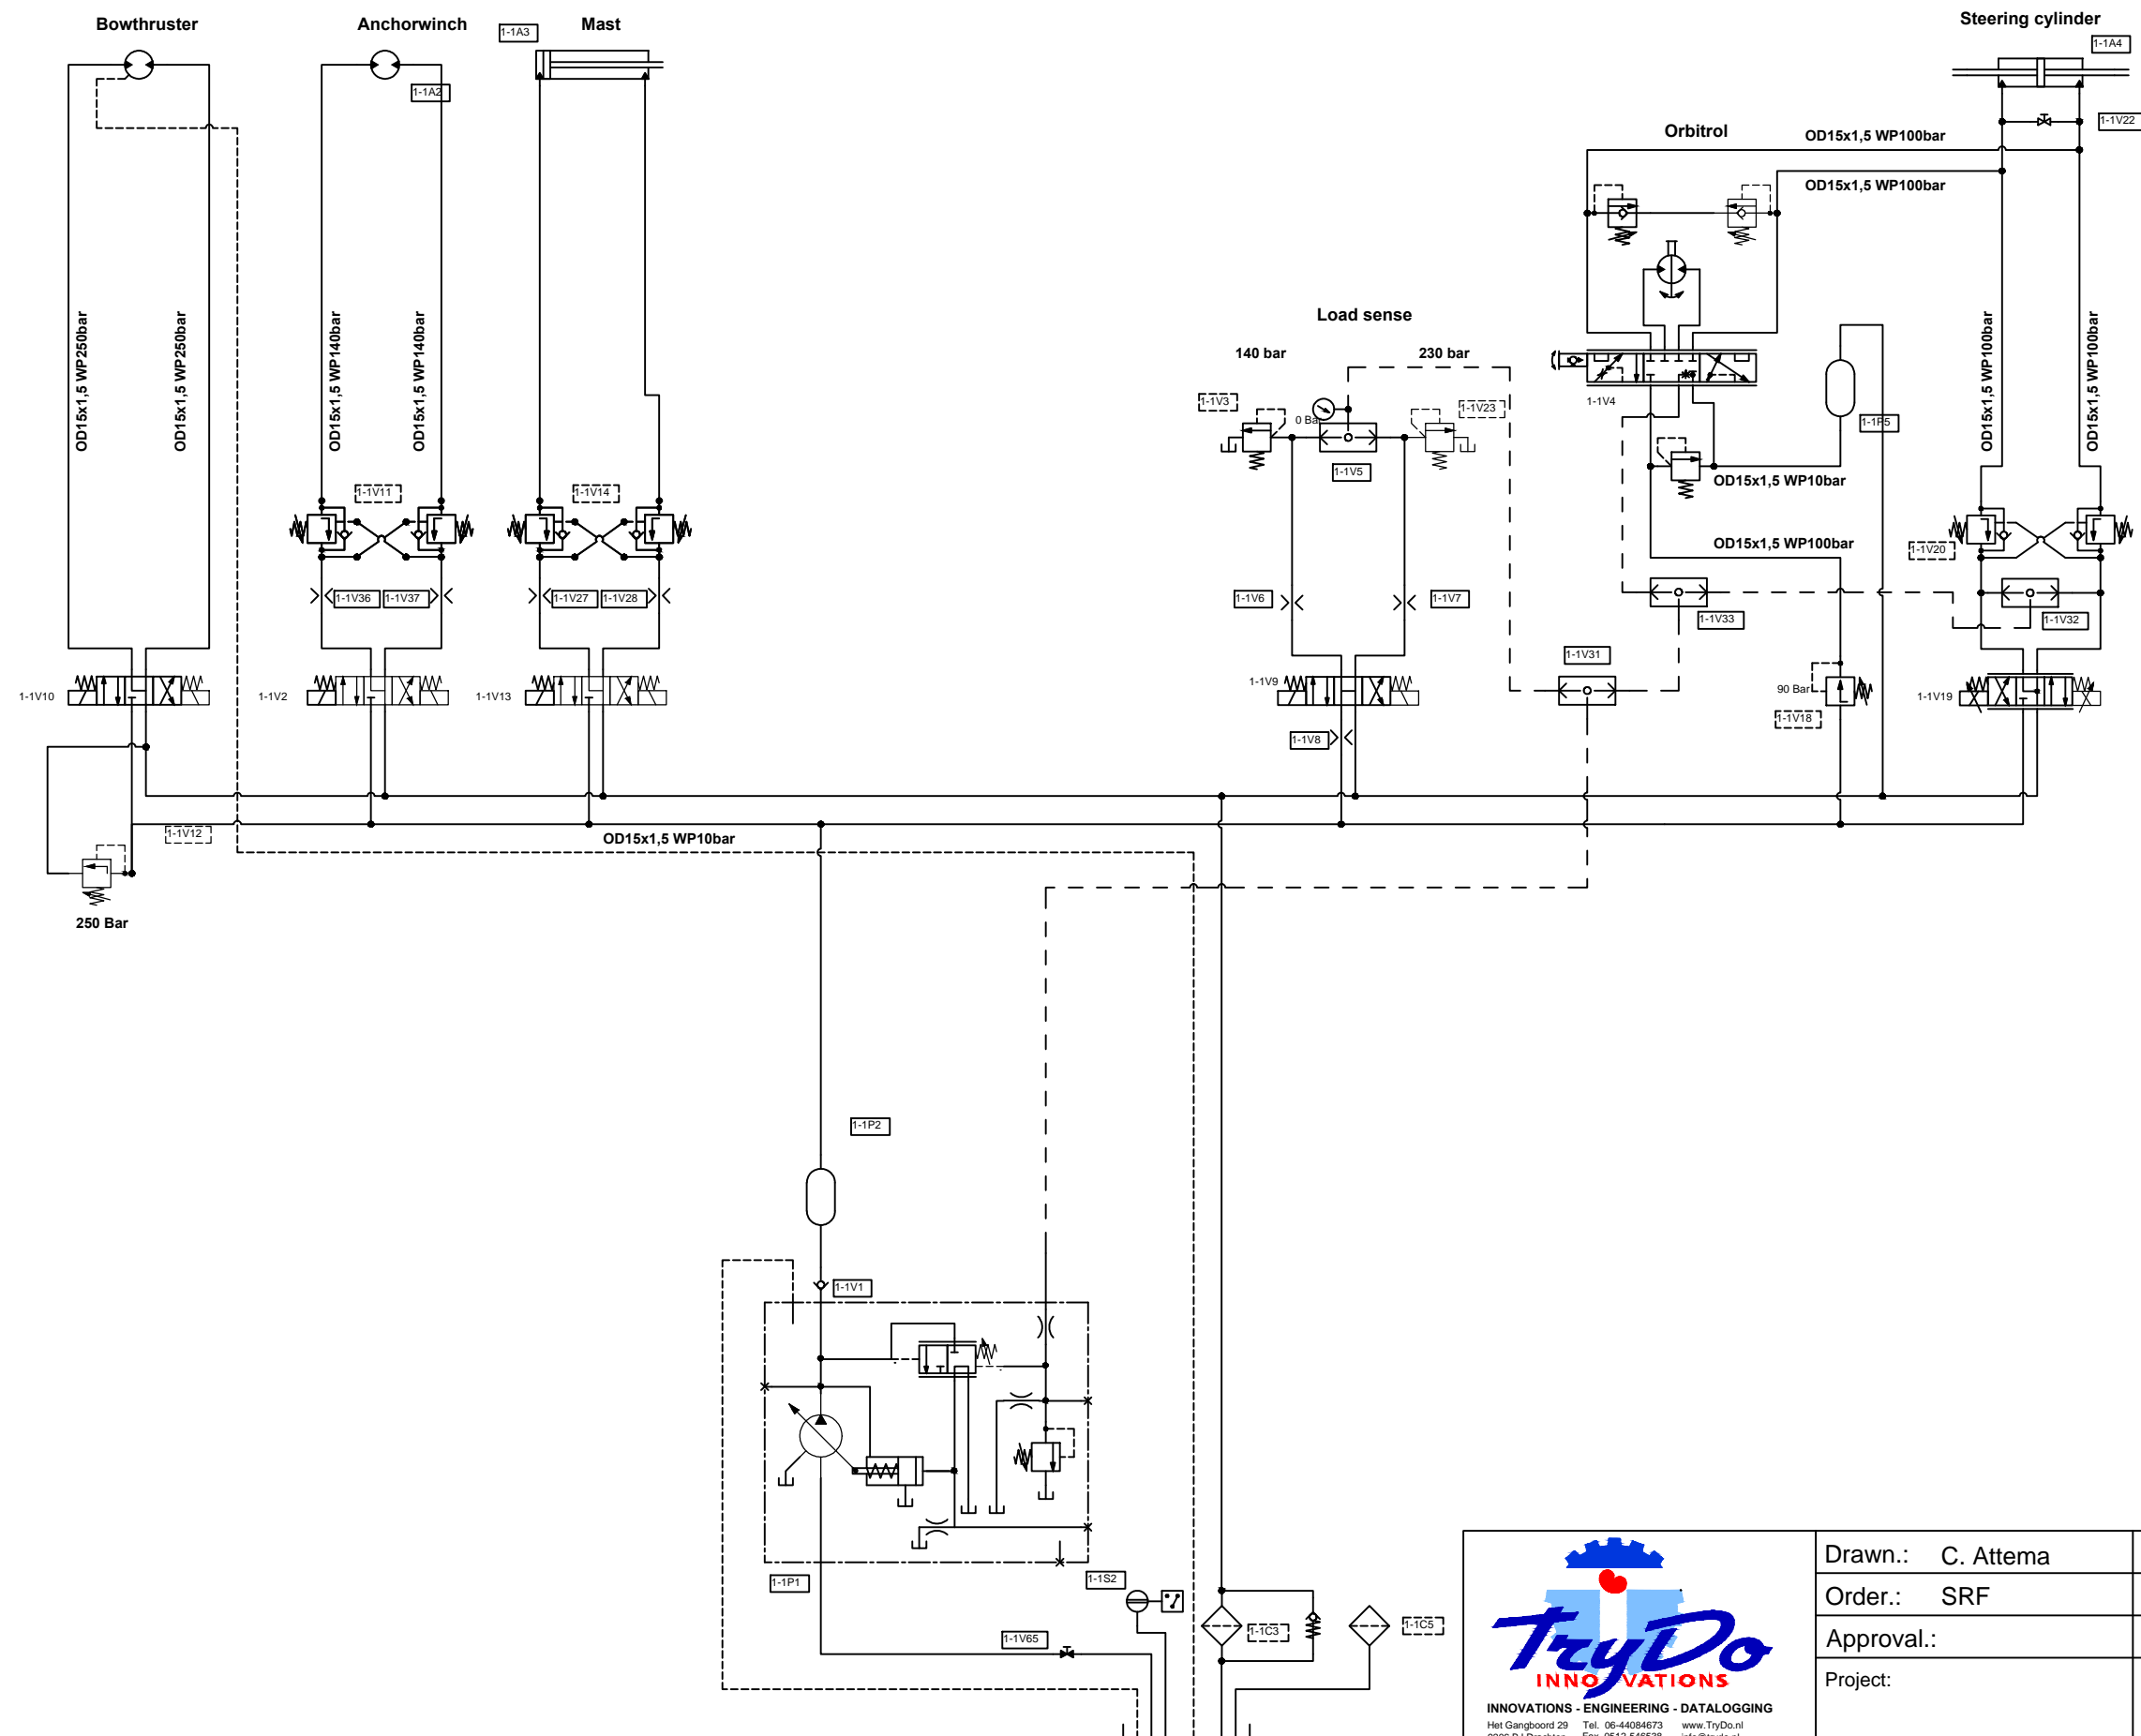 Bowthruster
Anchorwinch
Mast
Steering cylinder
1-1A3
1-1A4
1-1A2
1-1V22
Orbitrol
OD15x1,5 WP100bar
OD15x1,5 WP100bar
OD15x1,5 WP250bar
OD15x1,5 WP250bar
OD15x1,5 WP140bar
OD15x1,5 WP140bar
Load sense
140 bar
230 bar
1-1V3
1-1V23
0 Bar
1-1V5
1-1V4
1-1P5
OD15x1,5 WP100bar
OD15x1,5 WP100bar
OD15x1,5 WP10bar
1-1V11
1-1V14
OD15x1,5 WP100bar
1-1V20
1-1V36
1-1V37
1-1V27
1-1V28
1-1V6
1-1V7
1-1V33
1-1V32
1-1V31
1-1V10
1-1V2
1-1V13
1-1V9
90 Bar
1-1V19
1-1V18
1-1V8
1-1V12
OD15x1,5 WP10bar
250 Bar
1-1P2
1-1V1
1-1P1
1-1S2
1-1V65
1-1C3
1-1C5
TryDo
INNOVATIONS
INNOVATIONS - ENGINEERING - DATALOGGING
Het Gangboord 29 Tel. 06-44084673 www.TryDo.nl
Drawn.: C. Attema
Order.: SRF
Approval.:
Project: